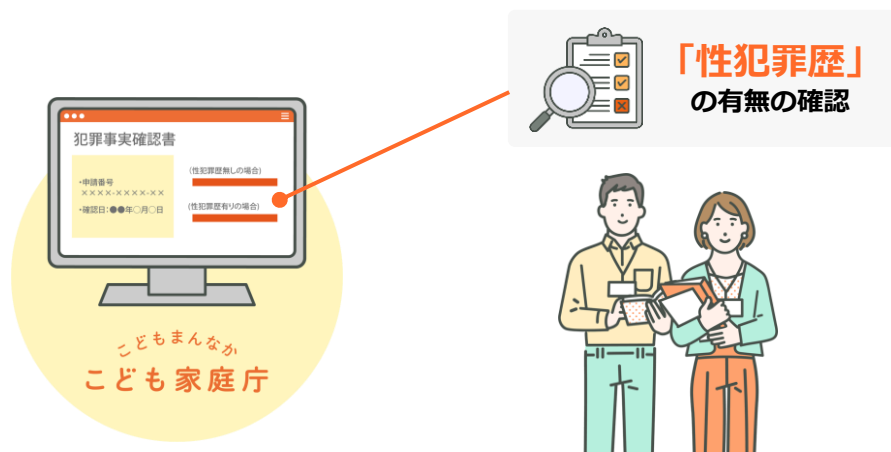 「性犯罪歴」
の有無の確認
犯罪事実確認書
・申請番号
××××-××××-××
・確認日:●●年○月○日
(性犯罪歴無しの場合)
(性犯罪歴有りの場合)
こどもまんなか
こども家庭庁